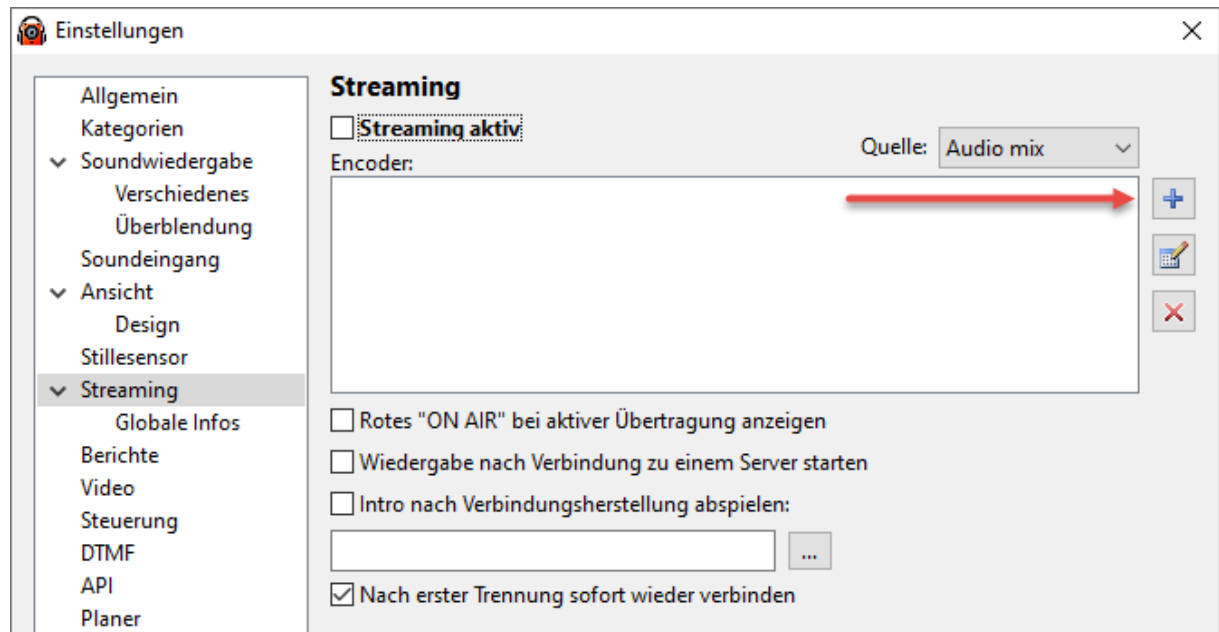 Einstellungen
Allgemein
Kategorien
Soundwiedergabe
Verschiedenes
Überblendung
Soundeingang
Ansicht
Design
Stillesensor
Streaming
Globale Infos
Berichte
Video
Steuerung
DTMF
API
Planer
Streaming
Streaming aktiv
Quelle: Audio mix
Encoder:
Rotes "ON AIR" bei aktiver Übertragung anzeigen
Wiedergabe nach Verbindung zu einem Server starten
Intro nach Verbindungsherstellung abspielen:
...
Nach erster Trennung sofort wieder verbinden